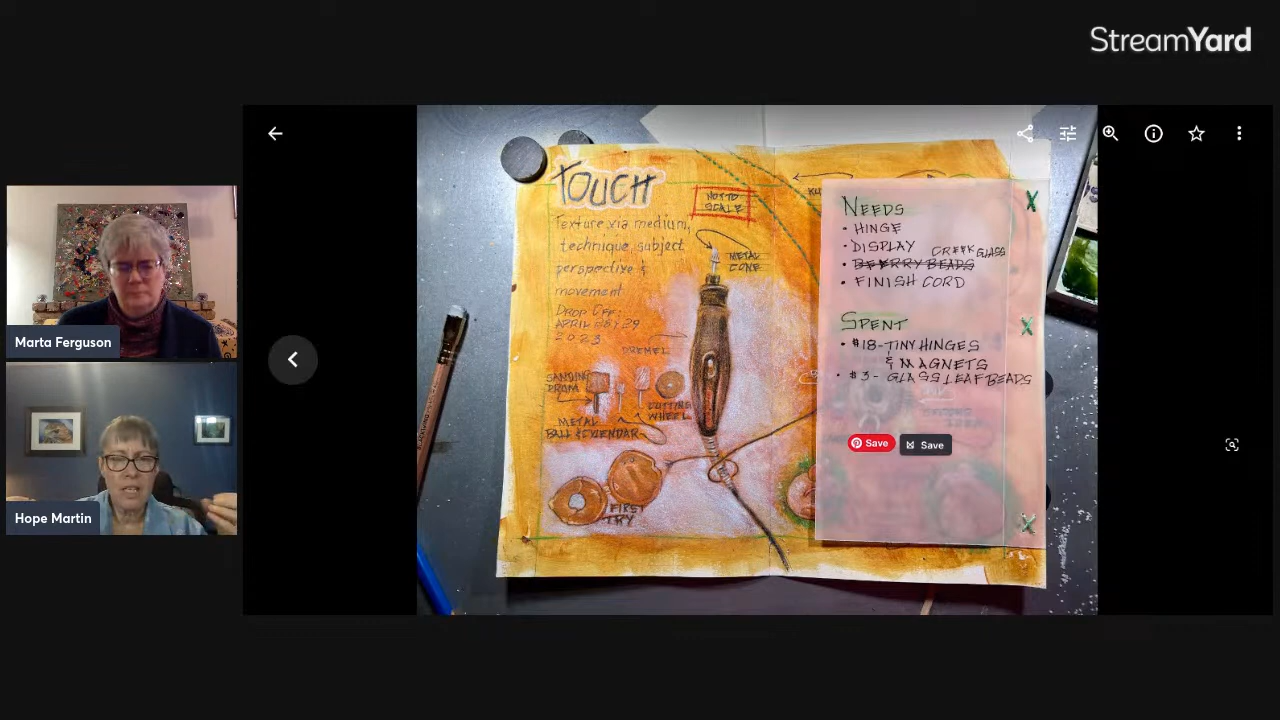 StreamYard
TOUCH
NOT TO
SCALE
Texture via medium,
technique, subject
perspective &
movement
DROP OFF:
2023
DREMEL
METAL
CONE
SANDING
DRUM
CUTTING
WHEEL
METAL
BALL & CYLENDAR
FIRST
TRY
NEEDS
• HINGE
• DISPLAY
CREEK GLASS
• BERRY BEADS
• FINISH CORD
SPENT
• $18-TINY HINGES
& MAGNETS
• $3- GLASS LEAF BEADS
Save
Save
Marta Ferguson
Hope Martin